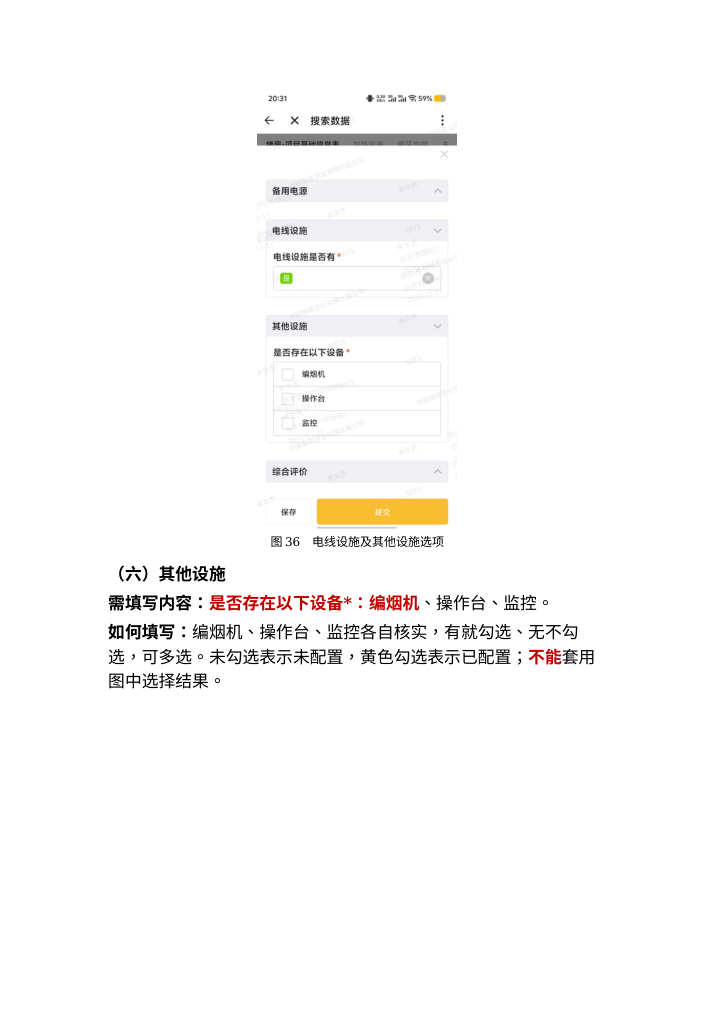 20:31
59%
搜索数据
备用电源
电线设施
电线设施是否有*
是
其他设施
是否存在以下设备*
编烟机
操作台
监控
综合评价
保存
提交
图 36 电线设施及其他设施选项
（六）其他设施
需填写内容：是否存在以下设备*：编烟机、操作台、监控。
如何填写：编烟机、操作台、监控各自核实，有就勾选、无不勾
选，可多选。未勾选表示未配置，黄色勾选表示已配置；不能套用
图中选择结果。